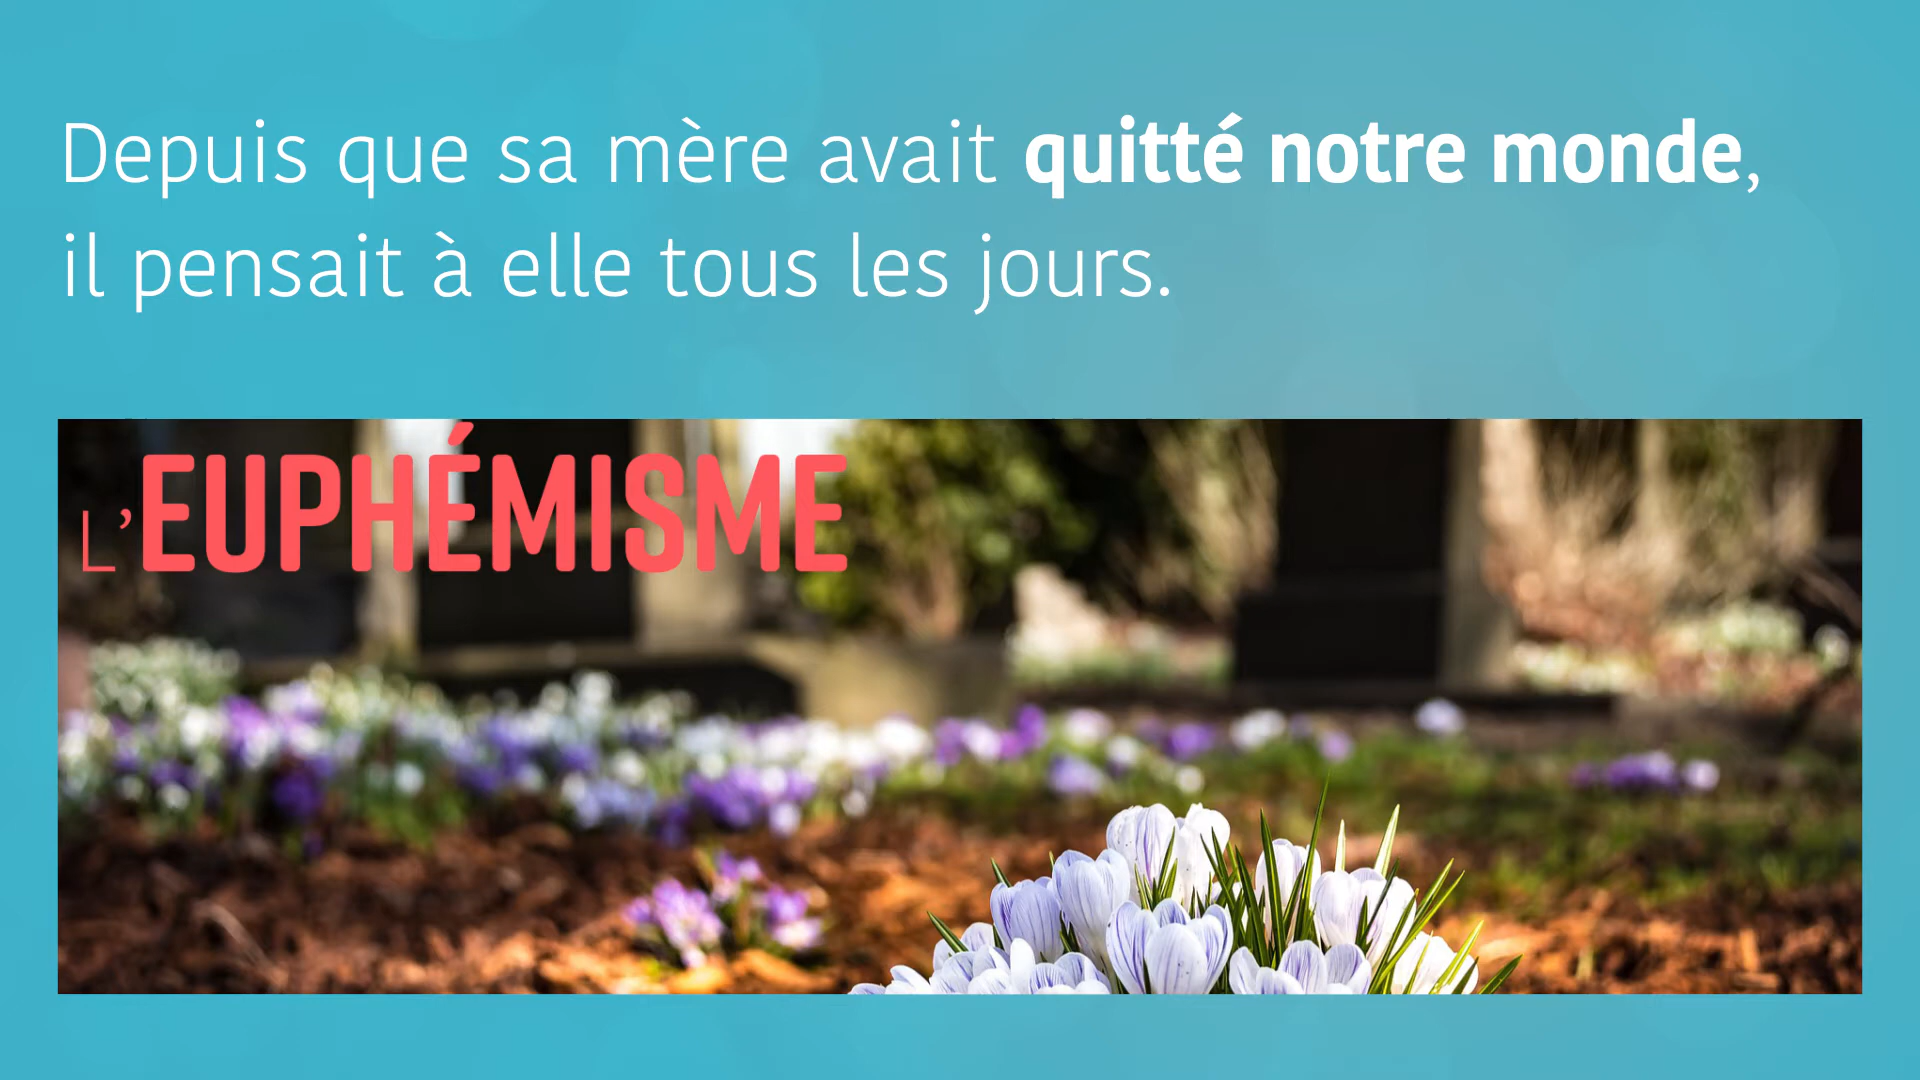 Depuis que sa mère avait quitté notre monde,
il pensait à elle tous les jours.
L’EUPHÉMISME